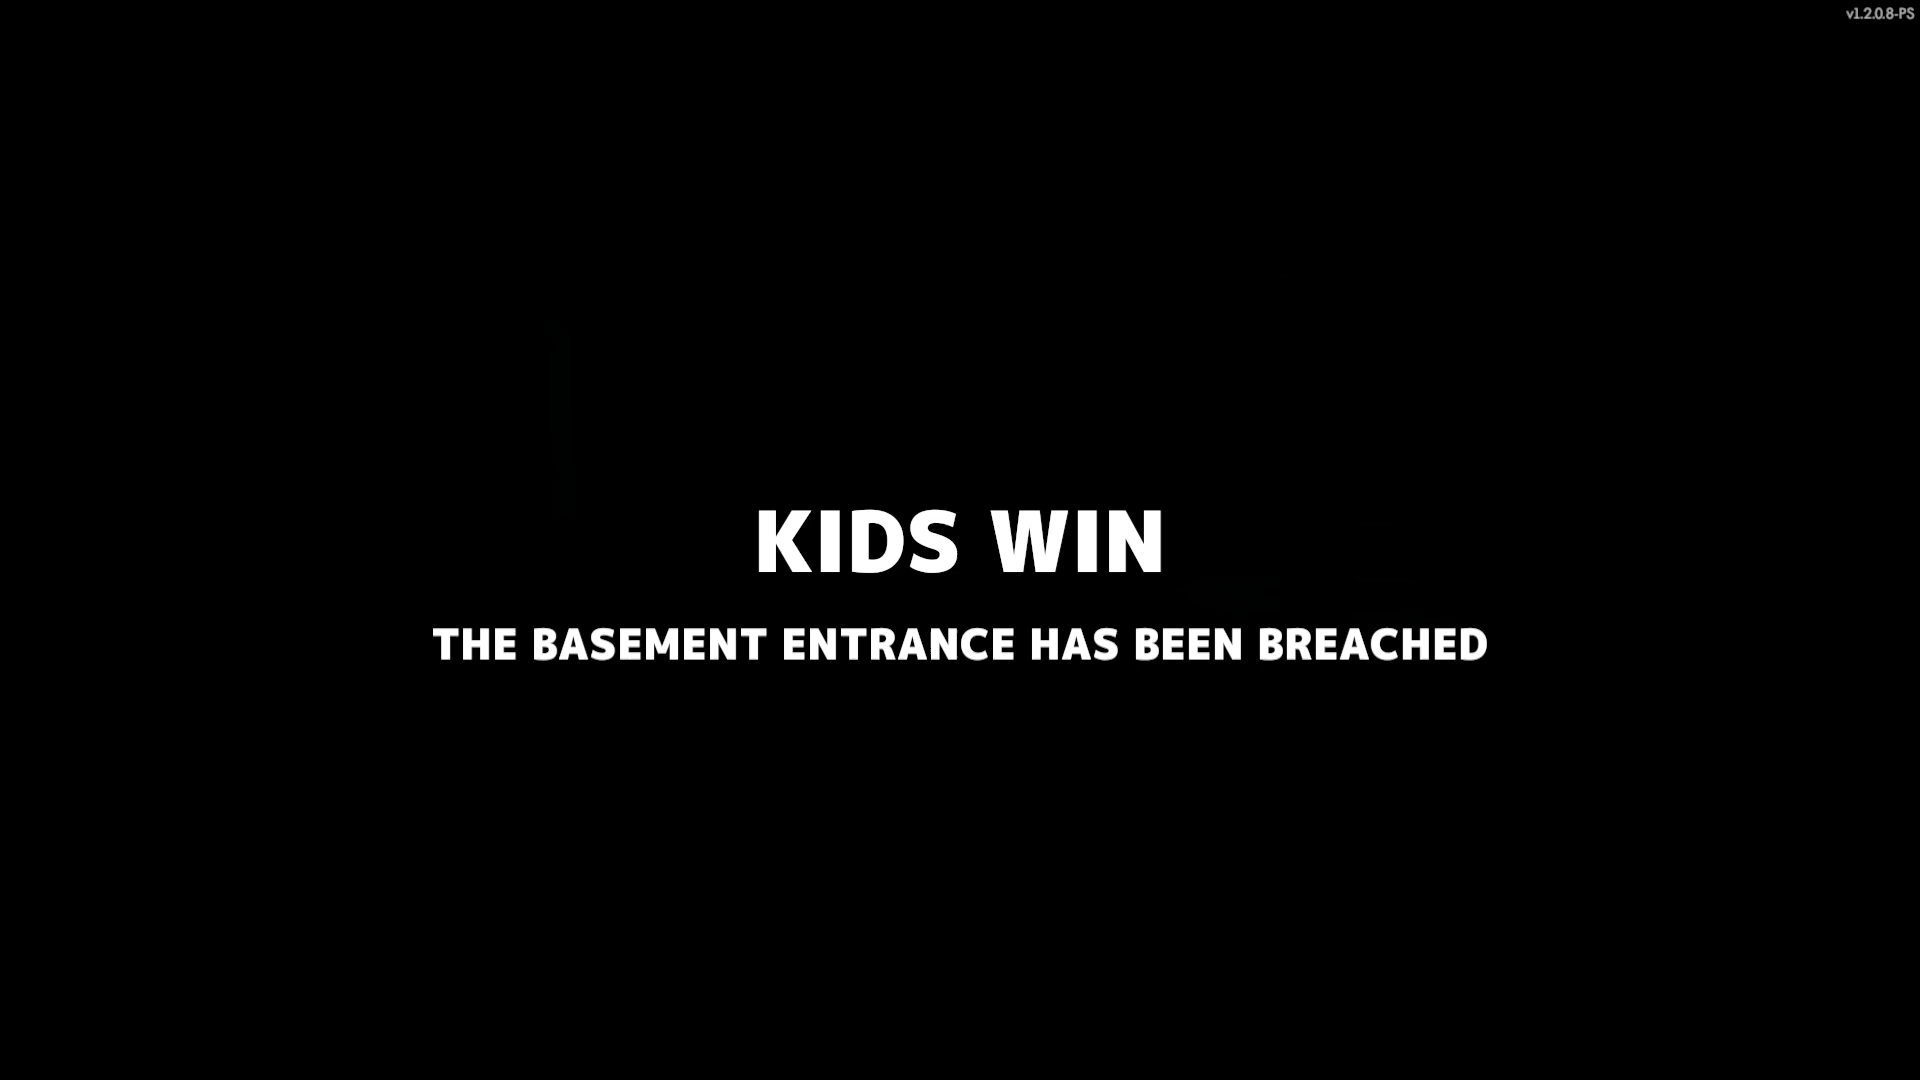 v1.2.0.8-PS
KIDS WIN
THE BASEMENT ENTRANCE HAS BEEN BREACHED